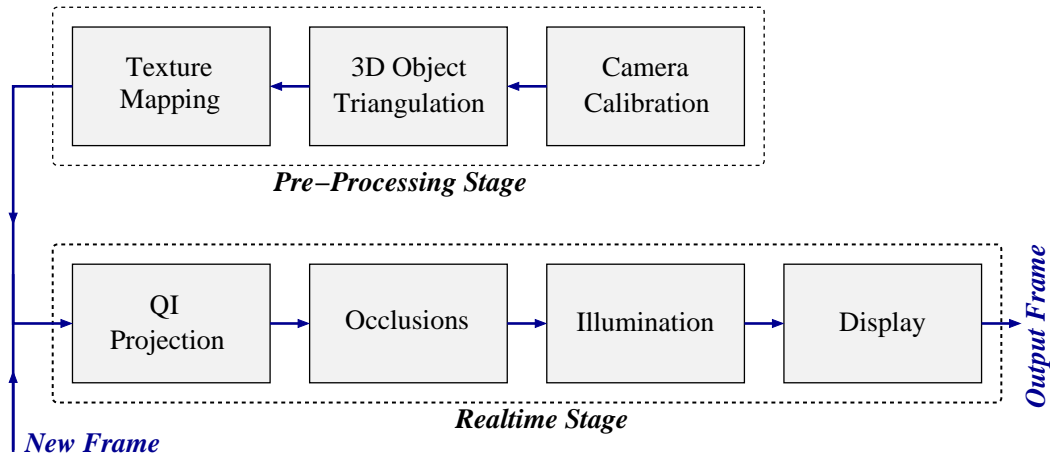 Texture
Mapping
3D Object
Triangulation
Camera
Calibration
Pre-Processing Stage
QI
Projection
Occlusions
Illumination
Display
Output Frame
Realtime Stage
New Frame